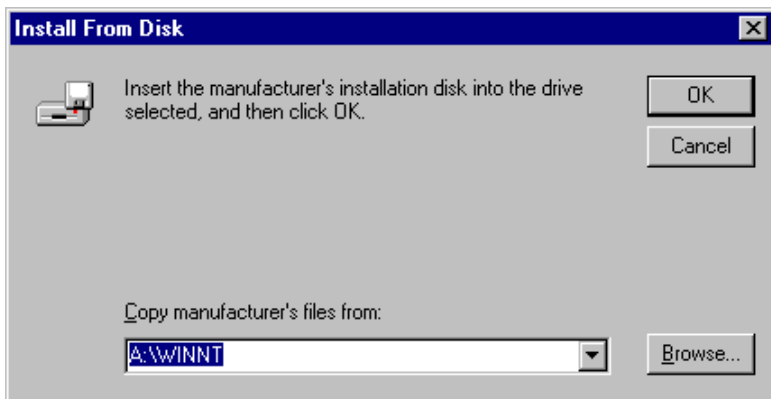 Install From Disk
Insert the manufacturer's installation disk into the drive
selected, and then click OK.
OK
Cancel
Copy manufacturer's files from:
A:\WINNT
Browse...